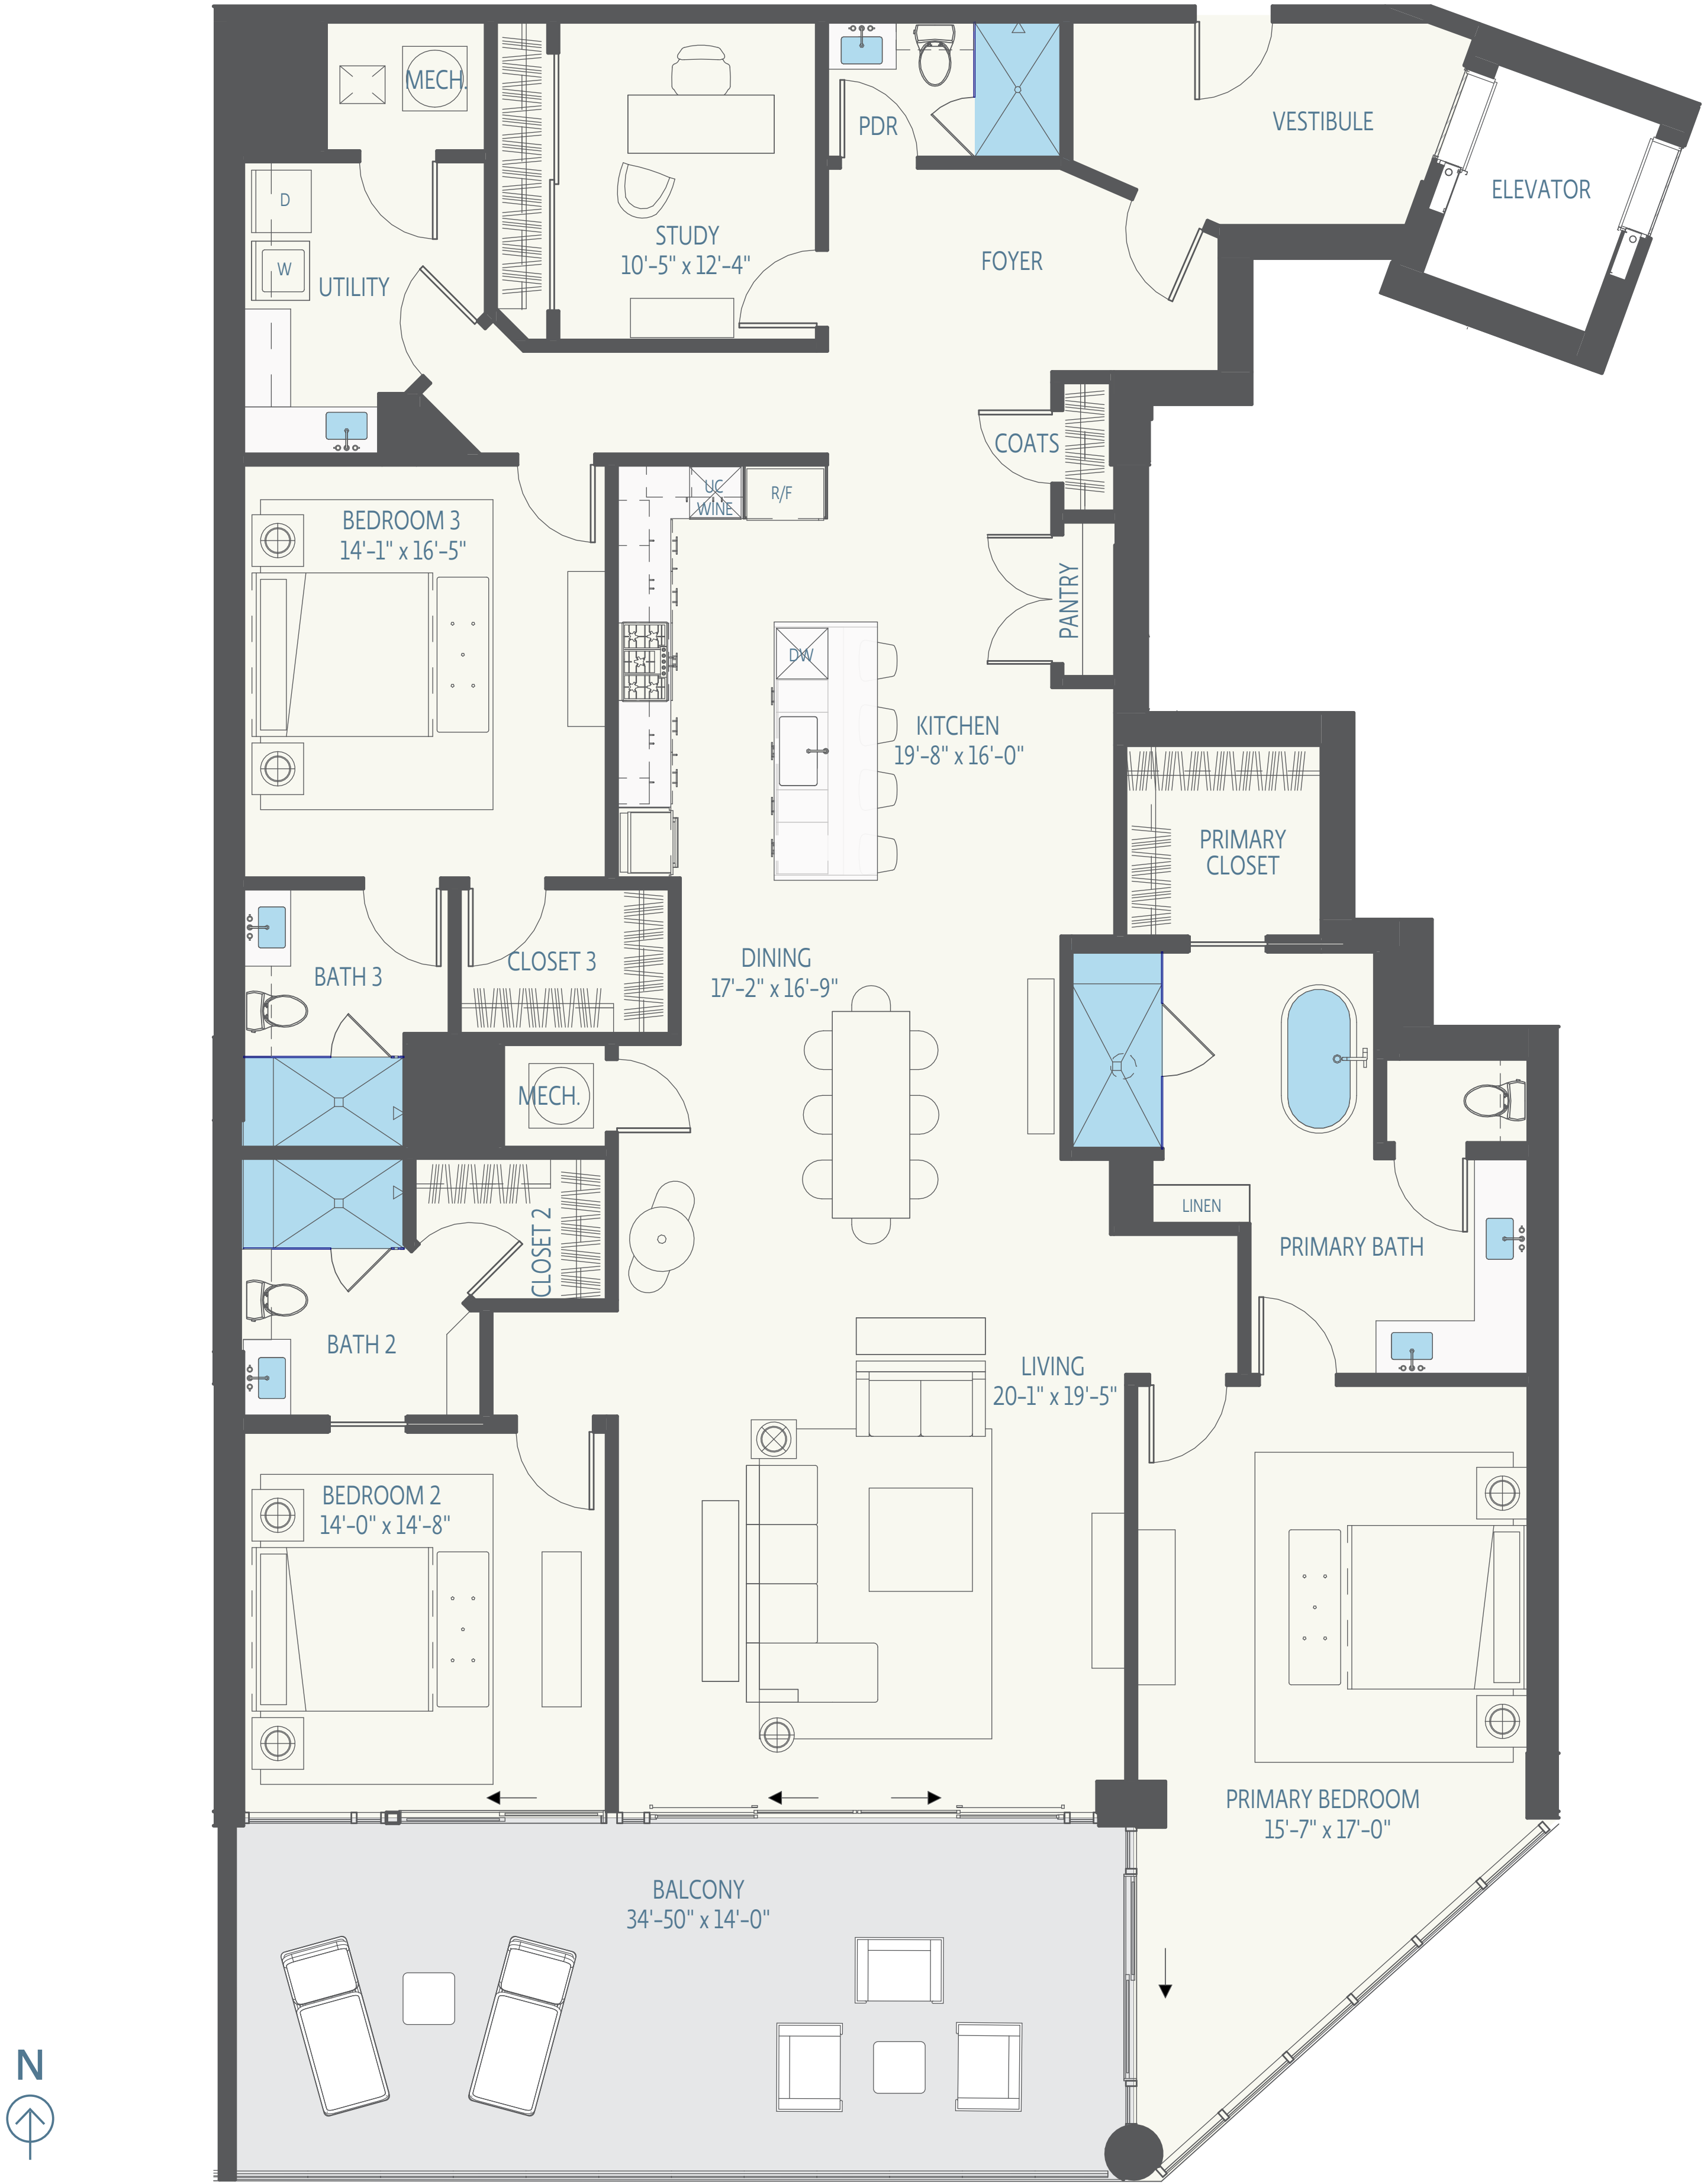 MECH.
PDR
VESTIBULE
ELEVATOR
D
STUDY
10'-5" x 12'-4"
FOYER
W
UTILITY
COATS
UC
WINE
R/F
BEDROOM 3
14'-1" x 16'-5"
PANTRY
DW
KITCHEN
19'-8" x 16'-0"
PRIMARY
CLOSET
BATH 3
CLOSET 3
DINING
17'-2" x 16'-9"
MECH.
CLOSET 2
LINEN
PRIMARY BATH
BATH 2
LIVING
20-1" x 19'-5"
BEDROOM 2
14'-0" x 14'-8"
PRIMARY BEDROOM
15'-7" x 17'-0"
BALCONY
34'-50" x 14'-0"
N